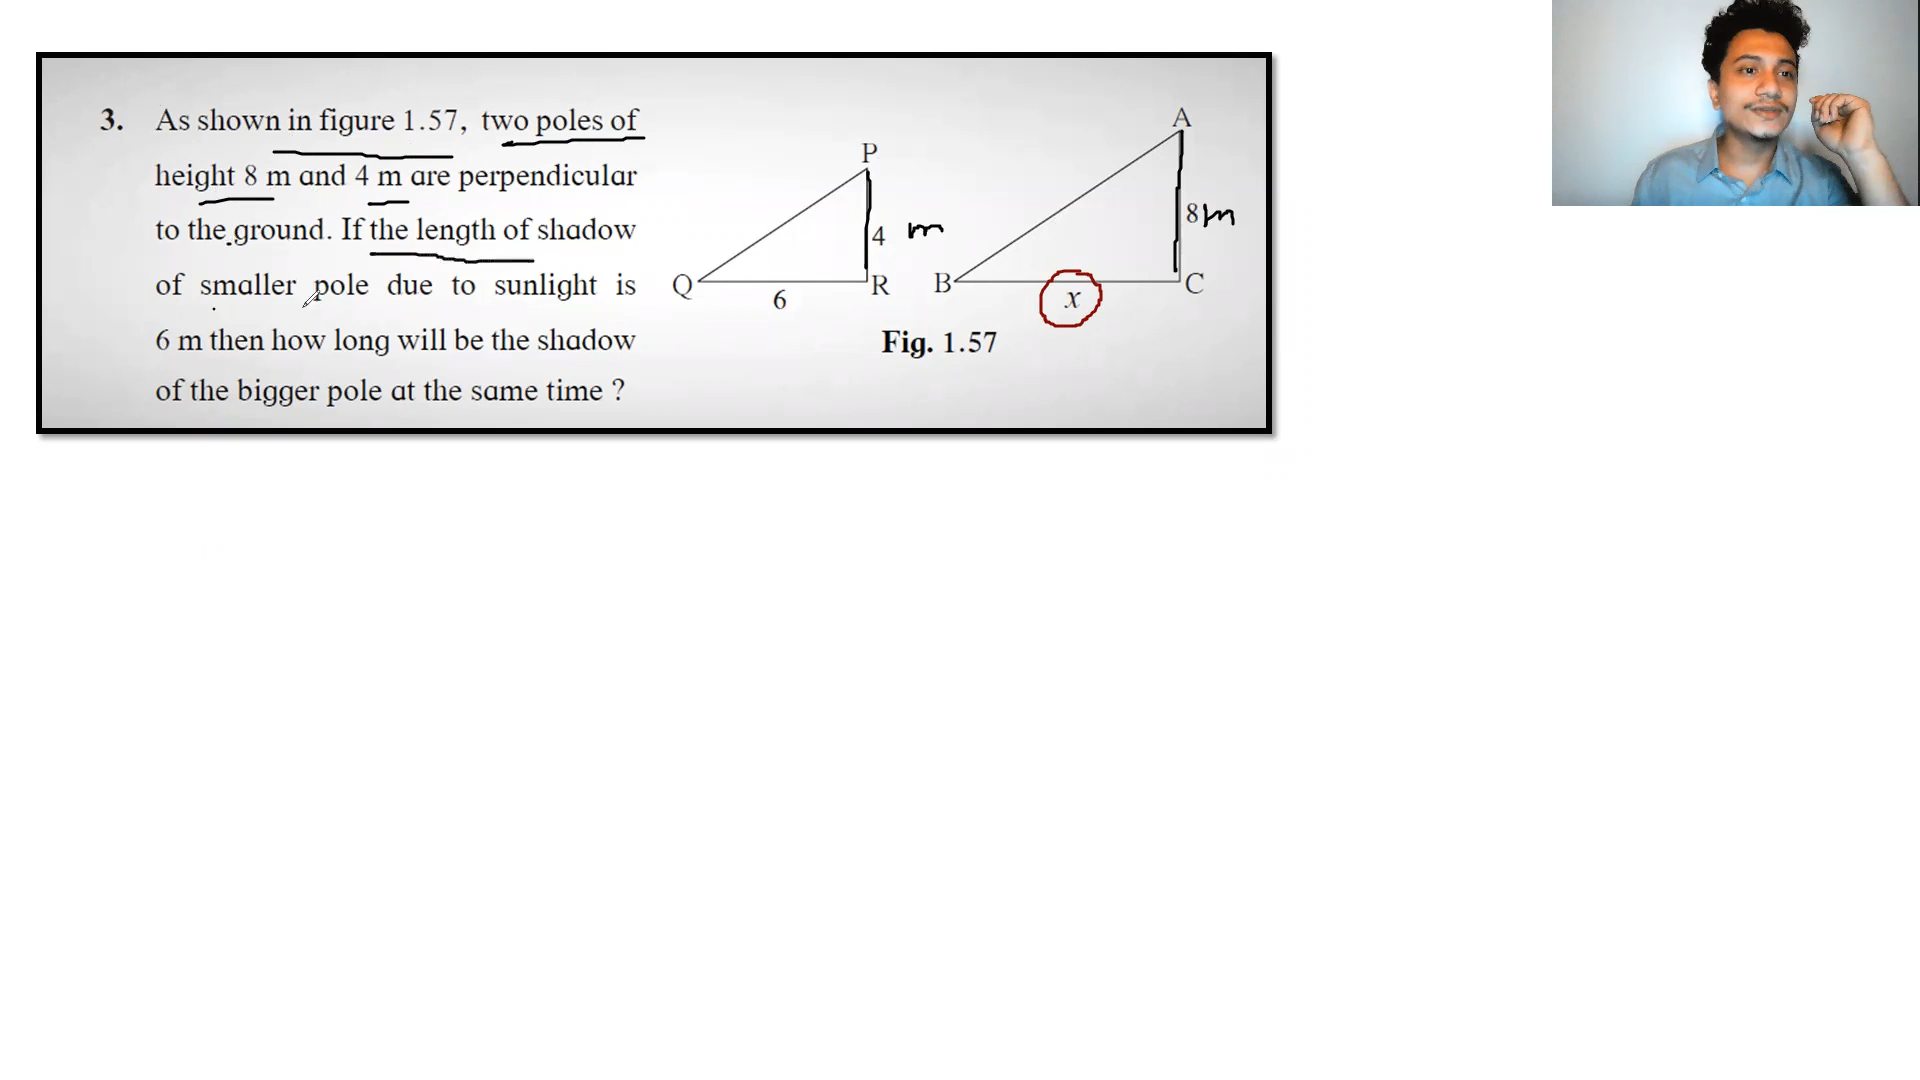 3. As shown in figure 1.57, two poles of
height 8 m and 4 m are perpendicular
to the ground. If the length of shadow
of smaller pole due to sunlight is
6 m then how long will be the shadow
of the bigger pole at the same time ?
P
4 m
Q
R
6
A
8 m
B
C
x
Fig. 1.57